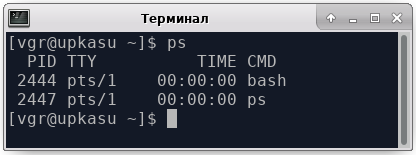 Терминал
[vgr@upkasu ~]$ ps
  PID TTY          TIME CMD
 2444 pts/1    00:00:00 bash
 2447 pts/1    00:00:00 ps
[vgr@upkasu ~]$